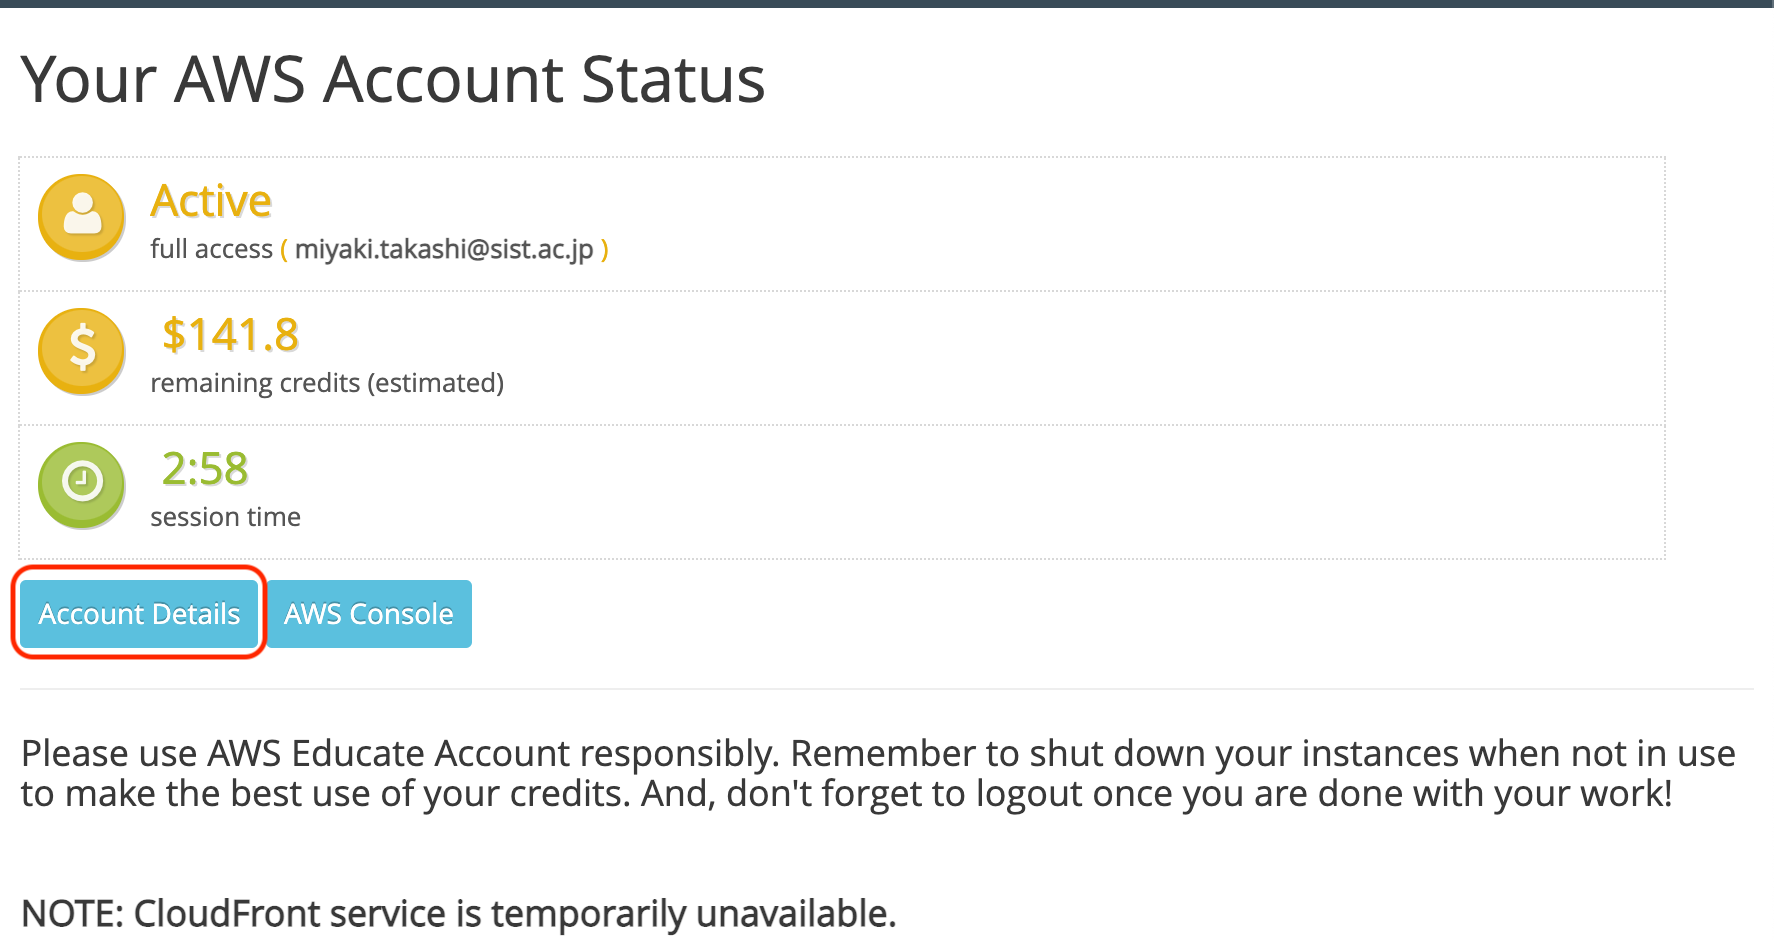 Your AWS Account Status
Active
full access ( miyaki.takashi@sist.ac.jp )
$141.8
remaining credits (estimated)
2:58
session time
Account Details
AWS Console
Please use AWS Educate Account responsibly. Remember to shut down your instances when not in use
to make the best use of your credits. And, don't forget to logout once you are done with your work!
NOTE: CloudFront service is temporarily unavailable.